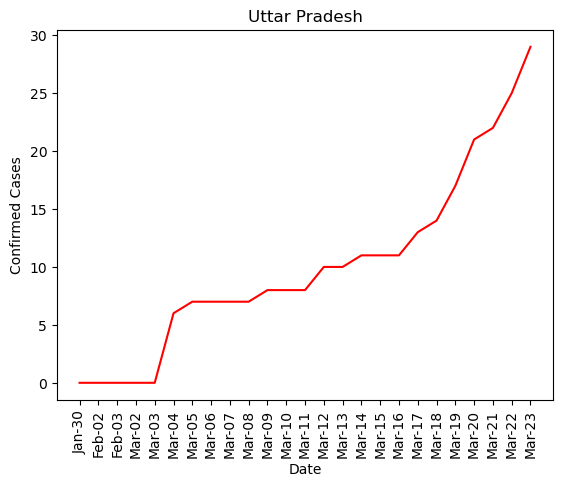 Uttar Pradesh
30
25
20
15
10
5
0
Confirmed Cases
Jan-30
Feb-02
Feb-03
Mar-02
Mar-03
Mar-04
Mar-05
Mar-06
Mar-07
Mar-08
Mar-09
Mar-10
Mar-11
Mar-12
Mar-13
Mar-14
Mar-15
Mar-16
Mar-17
Mar-18
Mar-19
Mar-20
Mar-21
Mar-22
Mar-23
Date